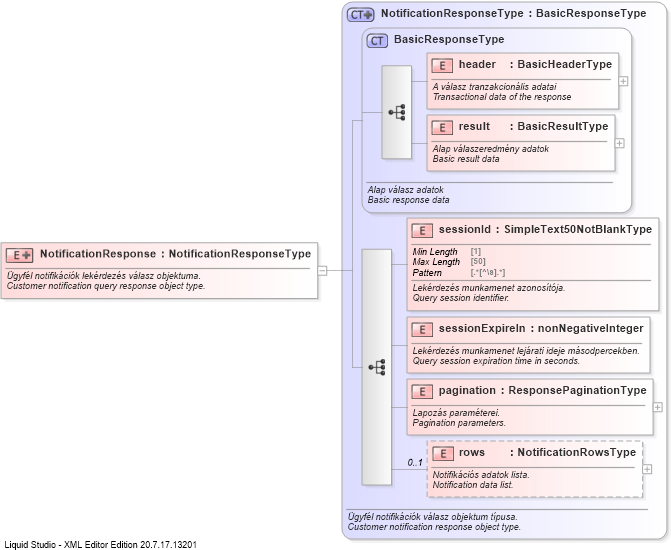 CT NotificationResponseType : BasicResponseType
CT BasicResponseType
E header : BasicHeaderType
A válasz tranzakcionális adatai
Transactional data of the response
E result : BasicResultType
Alap válaszeredmény adatok
Basic result data
Alap válasz adatok
Basic response data
E sessionId : SimpleText50NotBlankType
Min Length [1]
Max Length [50]
Pattern [.*[^\s].*]
Lekérdezés munkamenet azonosítója.
Query session identifier.
E NotificationResponse : NotificationResponseType
Ügyfél notifikációk lekérdezés válasz objektuma.
Customer notification query response object type.
E sessionExpireIn : nonNegativeInteger
Lekérdezés munkamenet lejárati ideje másodpercekben.
Query session expiration time in seconds.
E pagination : ResponsePaginationType
Lapozás paraméterei.
Pagination parameters.
0..1
E rows : NotificationRowsType
Notifikációs adatok lista.
Notification data list.
Ügyfél notifikációk válasz objektum típusa.
Customer notification response object type.
Liquid Studio - XML Editor Edition 20.7.17.13201